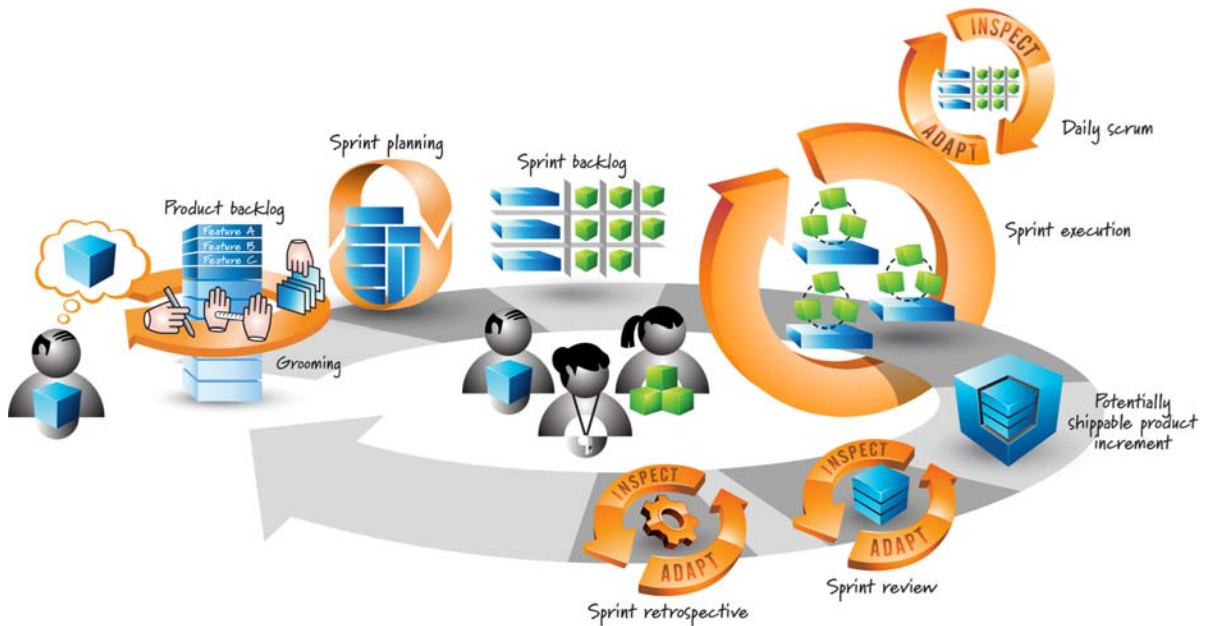 INSPECT
ADAPT
Daily scrum
Sprint planning
Sprint backlog
Product backlog
Feature A
Feature B
Feature C
Sprint execution
Grooming
Potentially
shippable product
increment
INSPECT
ADAPT
Sprint review
INSPECT
ADAPT
Sprint retrospective